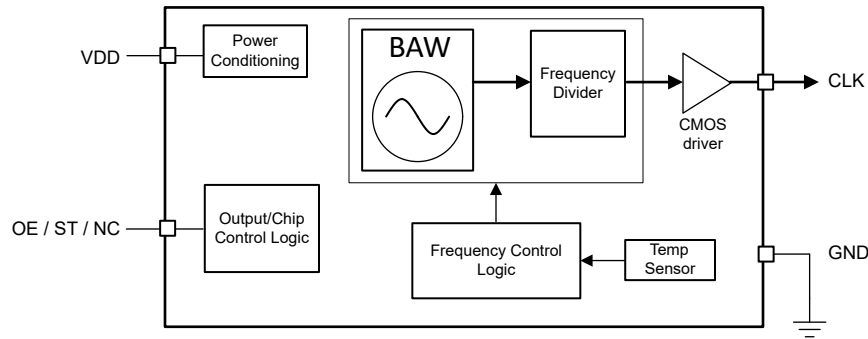 VDD
Power
Conditioning
BAW
Frequency
Divider
CMOS
driver
CLK
OE / ST / NC
Output/Chip
Control Logic
Frequency Control
Logic
Temp
Sensor
GND